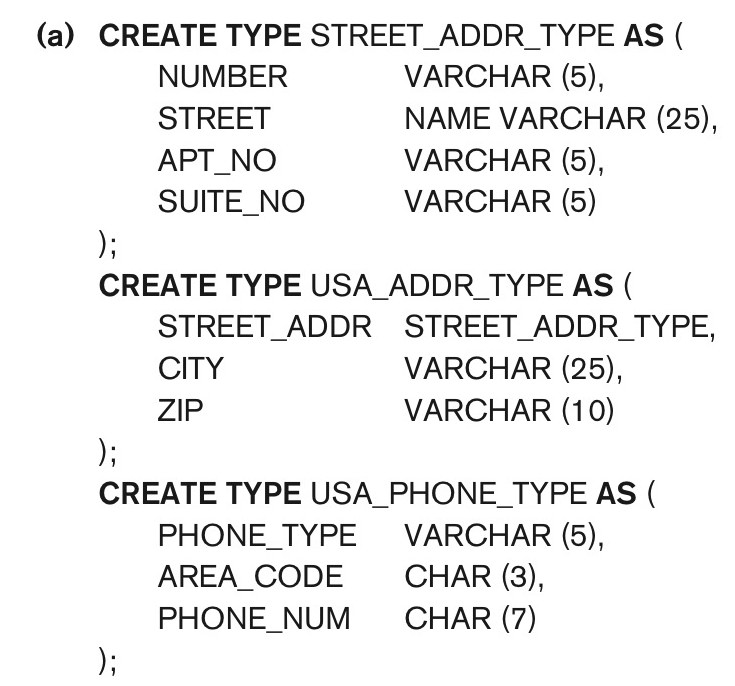 (a) CREATE TYPE STREET_ADDR_TYPE AS (
NUMBER VARCHAR (5),
STREET NAME VARCHAR (25),
APT_NO VARCHAR (5),
SUITE_NO VARCHAR (5)
);
CREATE TYPE USA_ADDR_TYPE AS (
STREET_ADDR STREET_ADDR_TYPE,
CITY VARCHAR (25),
ZIP VARCHAR (10)
);
CREATE TYPE USA_PHONE_TYPE AS (
PHONE_TYPE VARCHAR (5),
AREA_CODE CHAR (3),
PHONE_NUM CHAR (7)
);